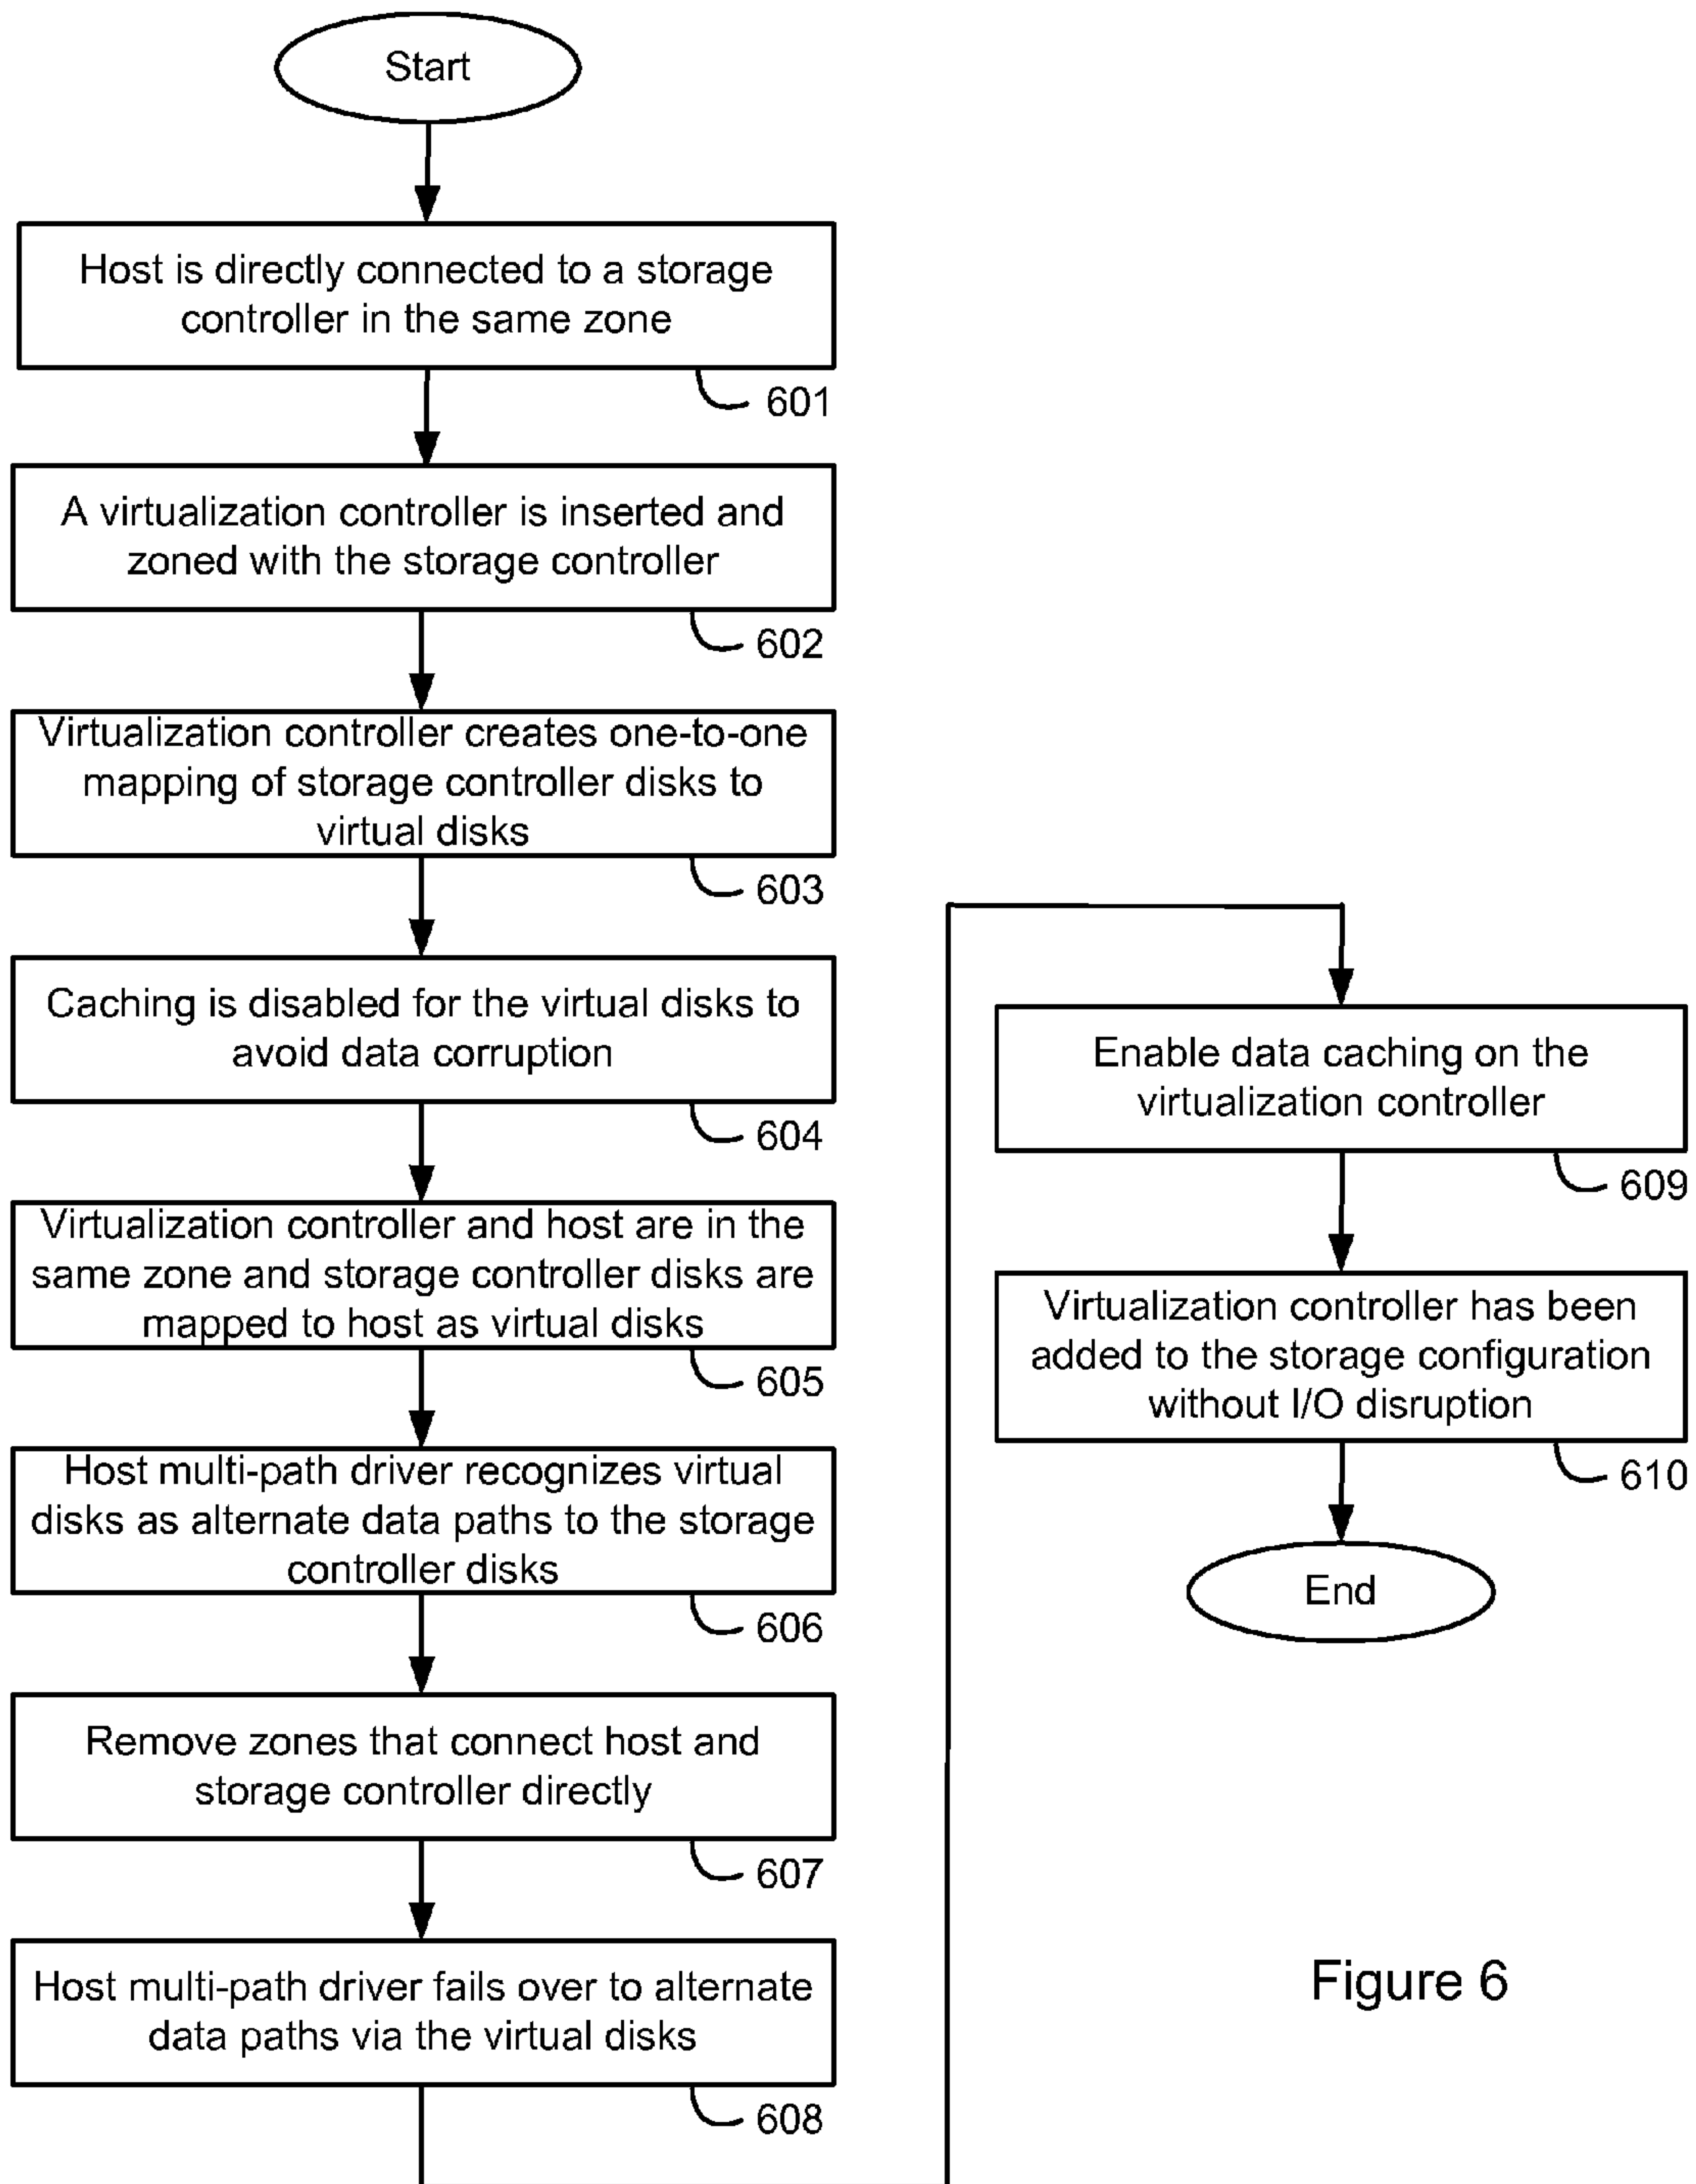 Start
Host is directly connected to a storage
controller in the same zone
601
A virtualization controller is inserted and
zoned with the storage controller
602
Virtualization controller creates one-to-one
mapping of storage controller disks to
virtual disks
603
Caching is disabled for the virtual disks to
avoid data corruption
604
Virtualization controller and host are in the
same zone and storage controller disks are
mapped to host as virtual disks
605
Host multi-path driver recognizes virtual
disks as alternate data paths to the storage
controller disks
606
Remove zones that connect host and
storage controller directly
607
Host multi-path driver fails over to alternate
data paths via the virtual disks
608
Enable data caching on the
virtualization controller
609
Virtualization controller has been
added to the storage configuration
without I/O disruption
610
End
Figure 6